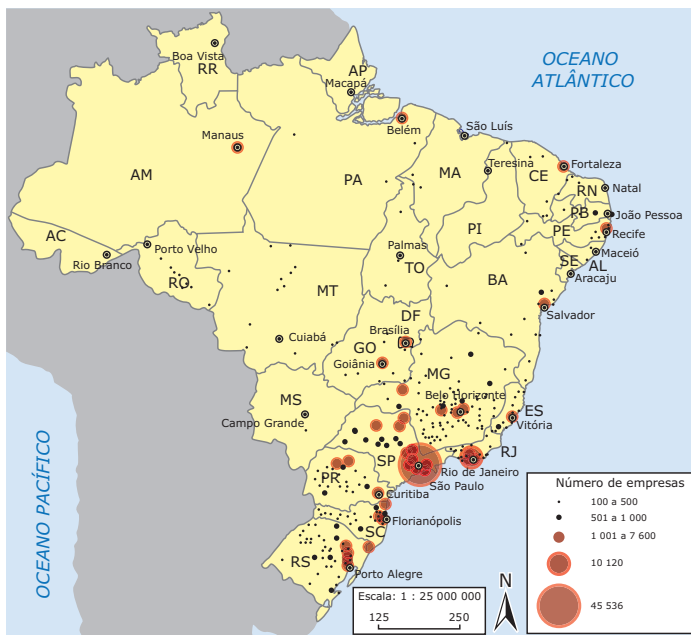 OCEANO
ATLÂNTICO
Boa Vista
RR
AP
Macapá
Manaus
Belém
São Luís
Teresina
Fortaleza
AM
PA
MA
CE
RN
Natal
PB
João Pessoa
PI
PE
Recife
AC
Porto Velho
Rio Branco
RO
Palmas
TO
SE
AL
Maceió
Aracaju
MT
BA
Salvador
DF
Brasília
Cuiabá
GO
Goiânia
MG
Belo Horizonte
MS
Campo Grande
ES
Vitória
SP
RJ
Rio de Janeiro
São Paulo
PR
Curitiba
SC
Florianópolis
RS
Porto Alegre
OCEANO PACÍFICO
Número de empresas
100 a 500
501 a 1 000
1 001 a 7 600
10 120
45 536
N
Escala: 1 : 25 000 000
125 250